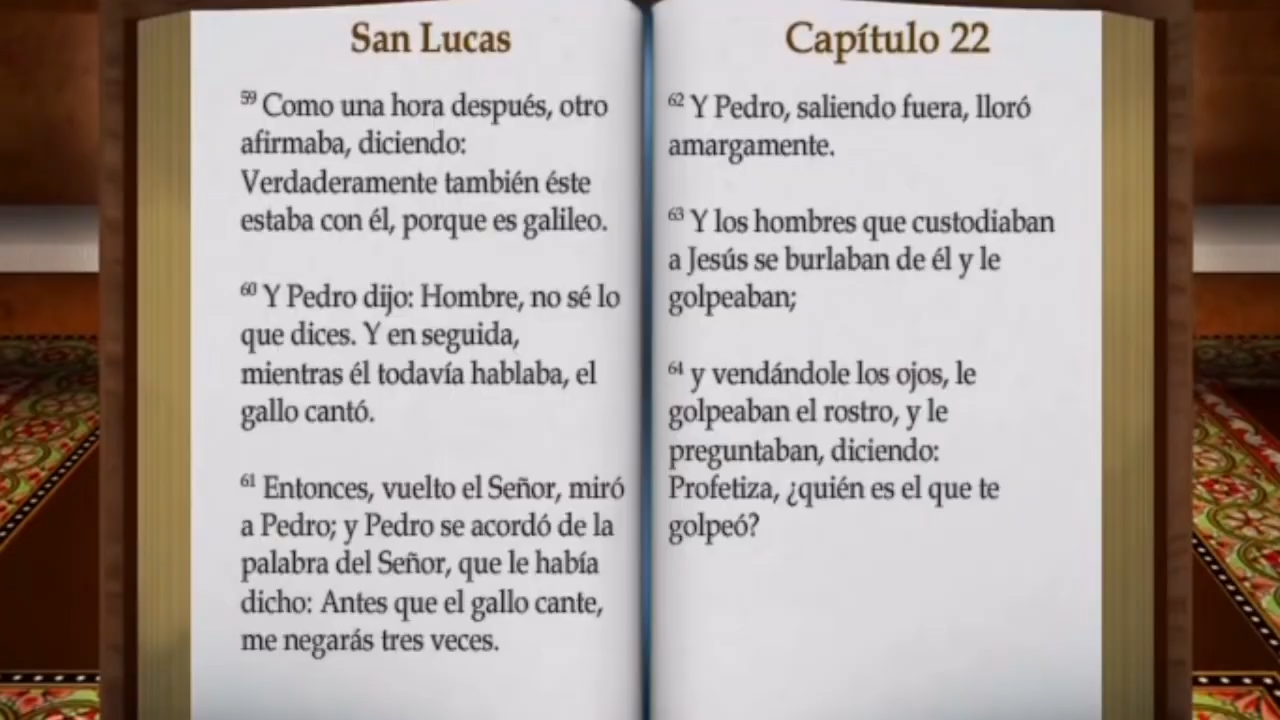 San Lucas
59 Como una hora después, otro
afirmaba, diciendo:
Verdaderamente también éste
estaba con él, porque es galileo.
60 Y Pedro dijo: Hombre, no sé lo
que dices. Y en seguida,
mientras él todavía hablaba, el
gallo cantó.
61 Entonces, vuelto el Señor, miró
a Pedro; y Pedro se acordó de la
palabra del Señor, que le había
dicho: Antes que el gallo cante,
me negarás tres veces.
Capítulo 22
62 Y Pedro, saliendo fuera, lloró
amargamente.
63 Y los hombres que custodiaban
a Jesús se burlaban de él y le
golpeaban;
64 y vendándole los ojos, le
golpeaban el rostro, y le
preguntaban, diciendo:
Profetiza, ¿quién es el que te
golpeó?